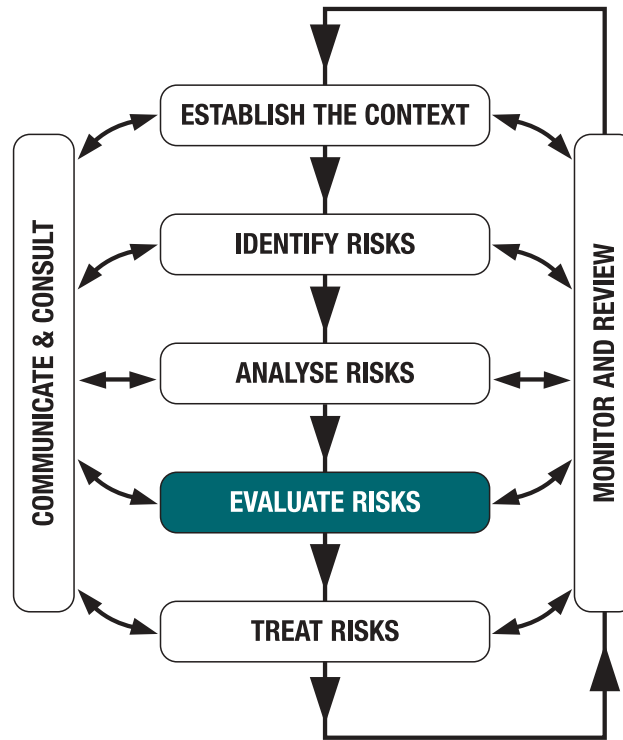 ESTABLISH THE CONTEXT
IDENTIFY RISKS
ANALYSE RISKS
EVALUATE RISKS
TREAT RISKS
COMMUNICATE & CONSULT
MONITOR AND REVIEW